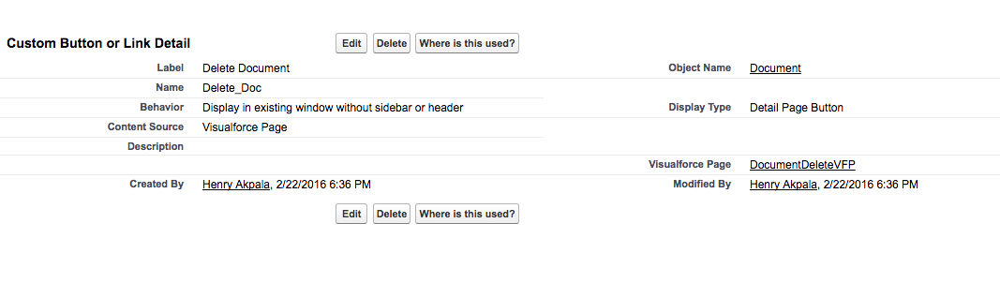 Custom Button or Link Detail Edit Delete Where is this used?
Label Delete Document Object Name Document
Name Delete_Doc
Behavior Display in existing window without sidebar or header Display Type Detail Page Button
Content Source Visualforce Page
Description
Visualforce Page DocumentDeleteVFP
Created By Henry Akpala, 2/22/2016 6:36 PM Modified By Henry Akpala, 2/22/2016 6:36 PM
Edit Delete Where is this used?